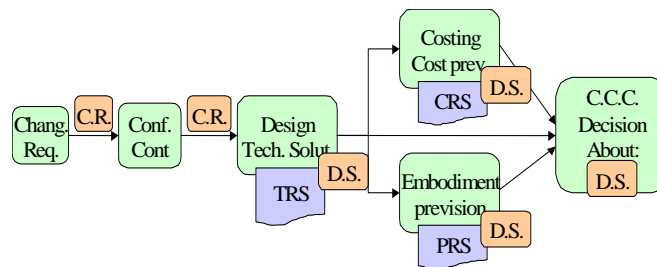 Chang.
Req.
C.R.
Conf.
Cont
C.R.
Design
Tech. Solut
D.S.
TRS
Costing
Cost prev.
D.S.
CRS
Embodiment
prevision
D.S.
PRS
C.C.C.
Decision
About:
D.S.